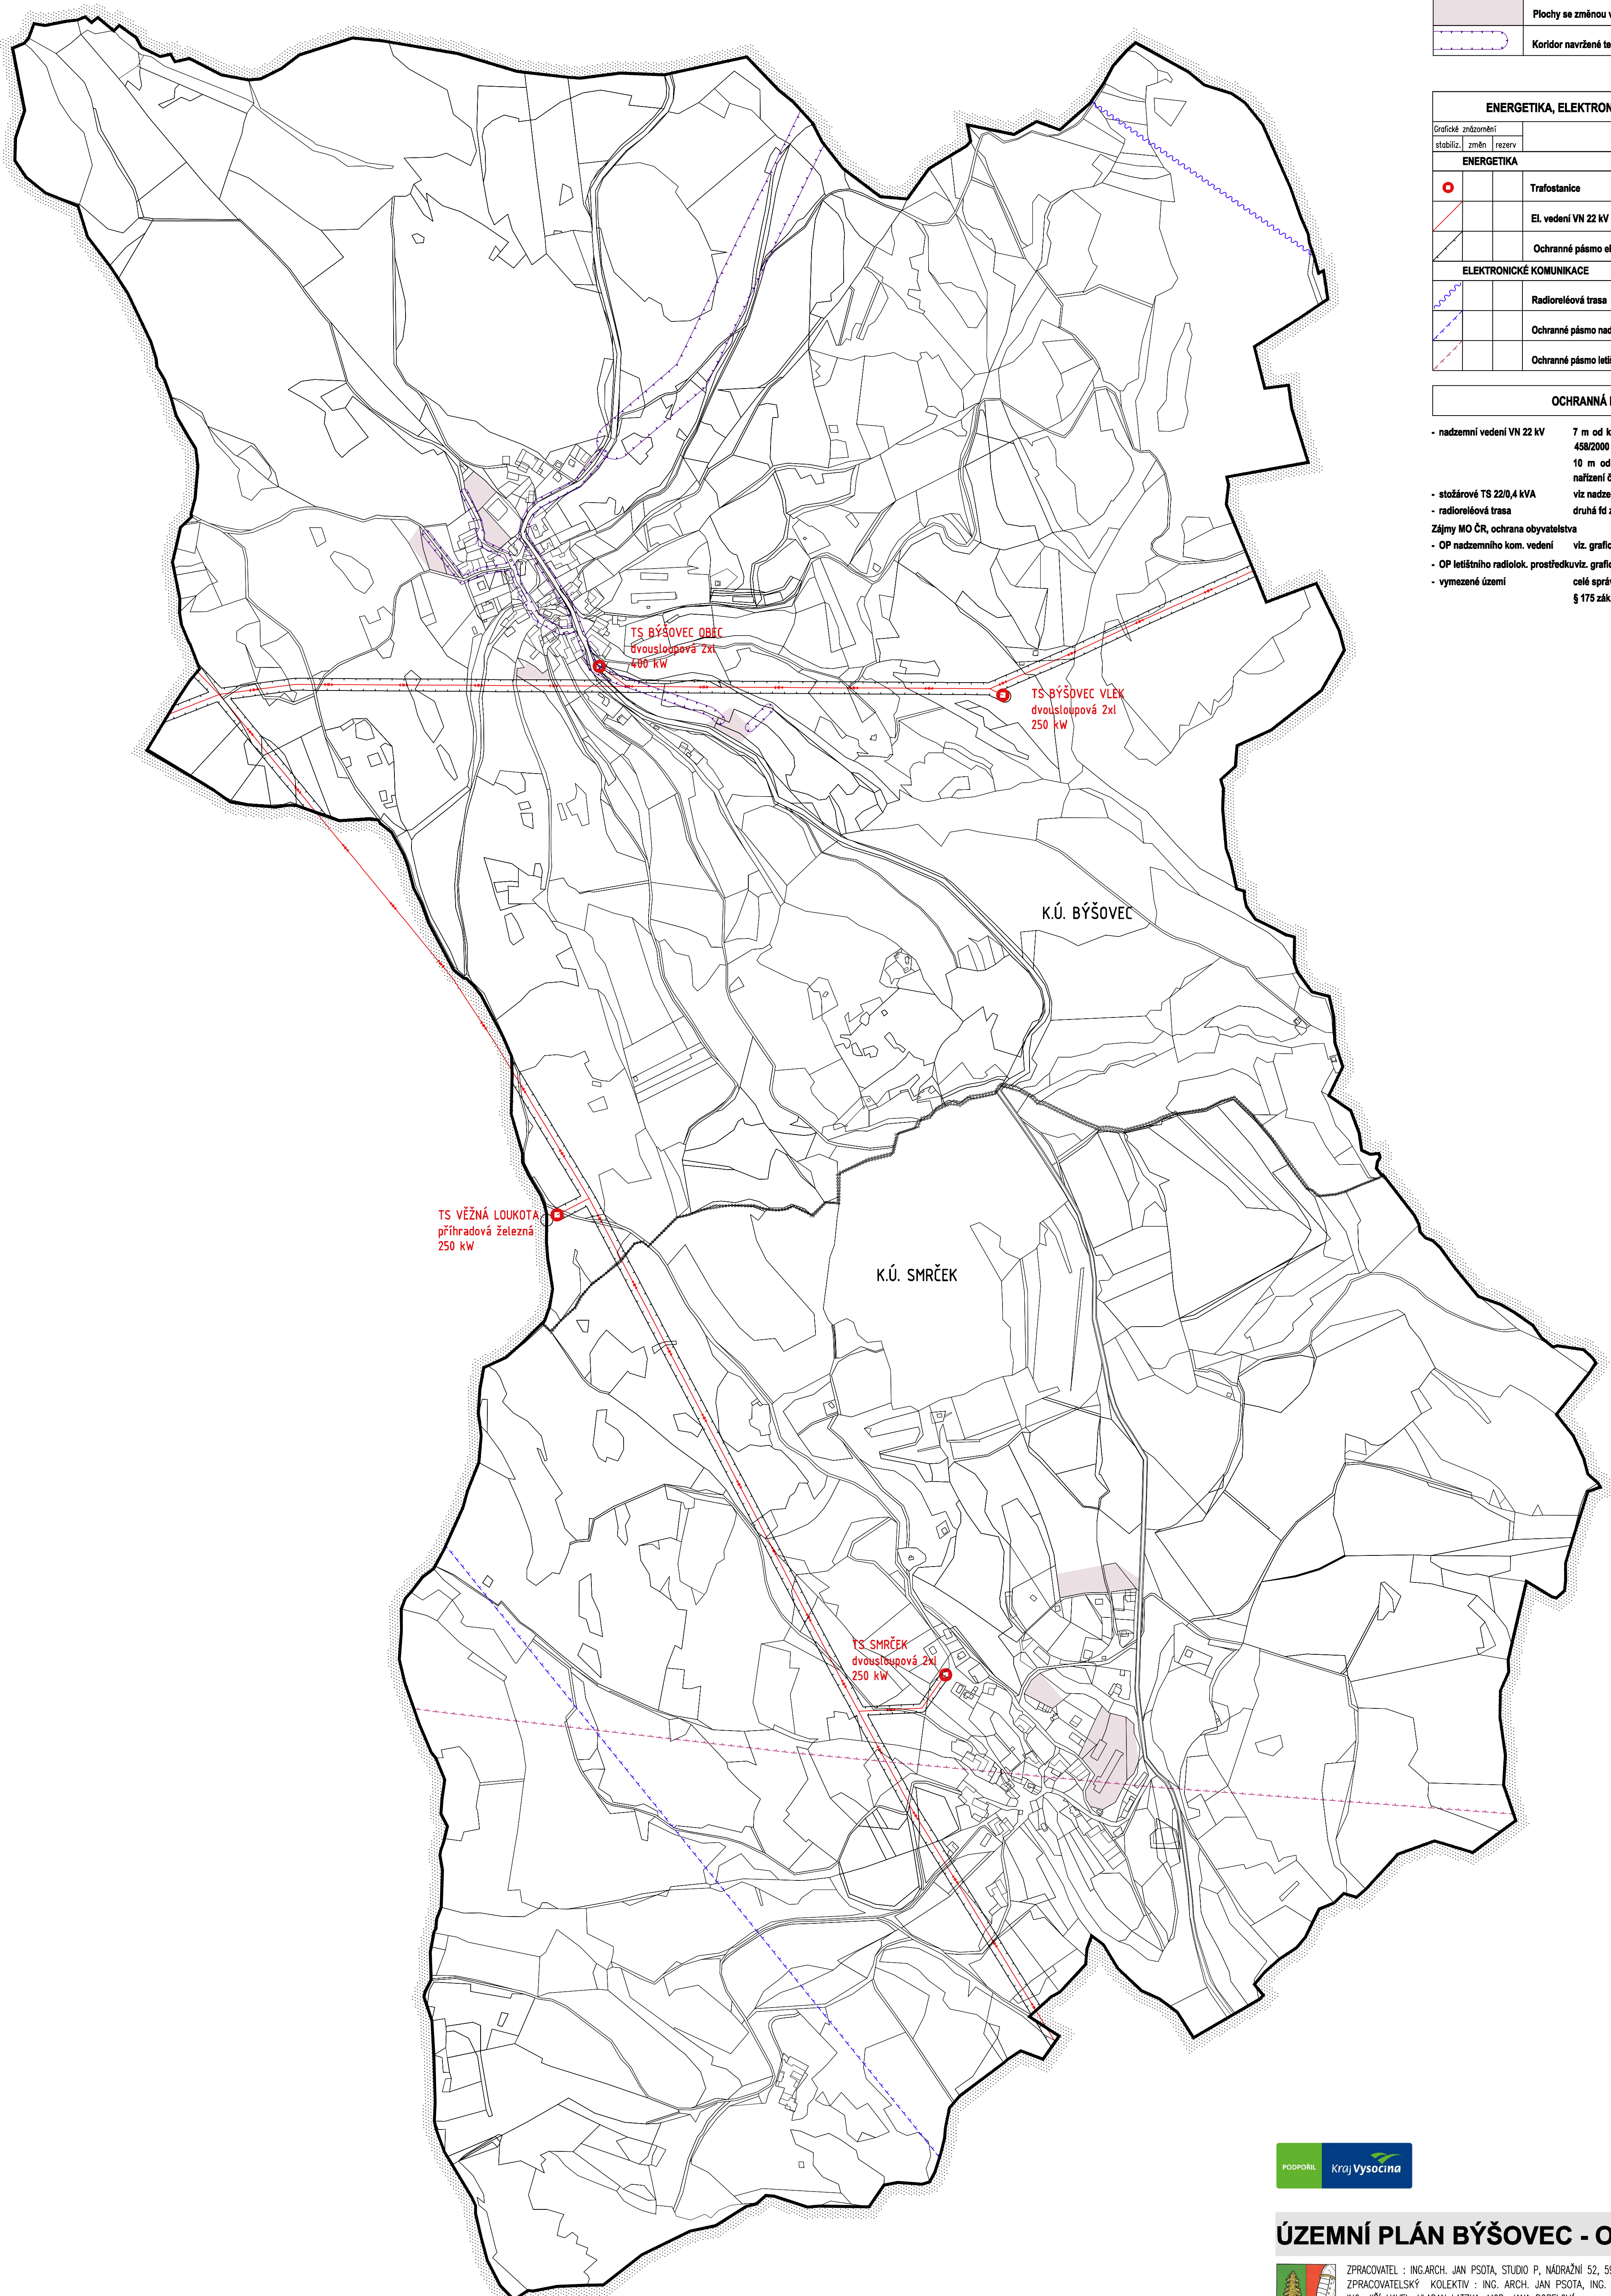 Plochy se změnou v
Koridor navržené te
ENERGETIKA, ELEKTRON
Grafické znázornění
stabiliz. změn rezerv
ENERGETIKA
Trafostanice
El. vedení VN 22 kV
Ochranné pásmo el
ELEKTRONICKÉ KOMUNIKACE
Radioreléová trasa
Ochranné pásmo nad
Ochranné pásmo letiš
OCHRANNÁ
- nadzemní vedení VN 22 kV 7 m od k
458/2000
10 m od
nařízení č
- stožárové TS 22/0,4 kVA viz nadze
- radioreléová trasa druhá fd z
Zájmy MO ČR, ochrana obyvatelstva
- OP nadzemního kom. vedení viz. grafic
- OP letištního radiolok. prostředku viz. grafic
- vymezené území celé správ
§ 175 zák
TS BÝŠOVEC OBEC
dvousloupová 2xl
400 kW
TS BÝŠOVEC VLEK
dvousloupová 2xl
250 kW
K.Ú. BÝŠOVEC
TS VĚŽNÁ LOUKOTA
příhradová železná
250 kW
K.Ú. SMRČEK
TS SMRČEK
dvousloupová 2xl
250 kW
PODPOŘIL Kraj Vysočina
ÚZEMNÍ PLÁN BÝŠOVEC - O
ZPRACOVATEL : ING.ARCH. JAN PSOTA, STUDIO P, NÁDRAŽNÍ 52, 59
ZPRACOVATELSKÝ KOLEKTIV : ING. ARCH. JAN PSOTA, ING.